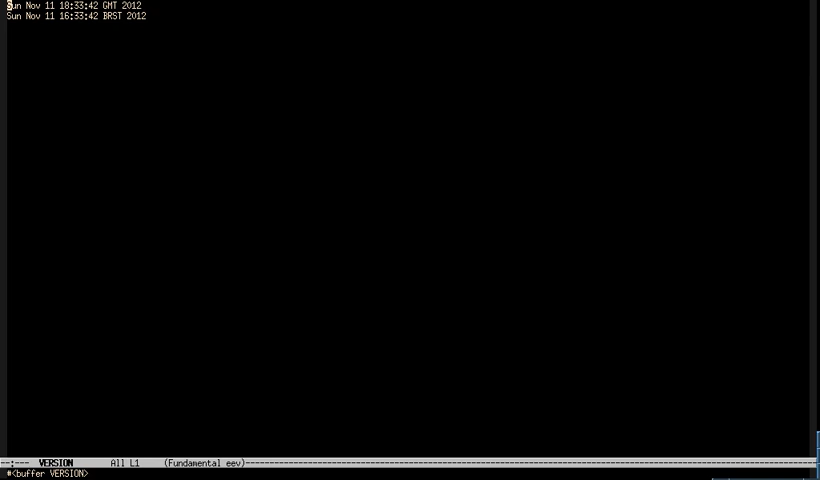 Sun Nov 11 18:33:42 GMT 2012
Sun Nov 11 16:33:42 BRST 2012
--:--- VERSION All L1 (Fundamental eev)----------------------------------------------------------------
#<buffer VERSION>